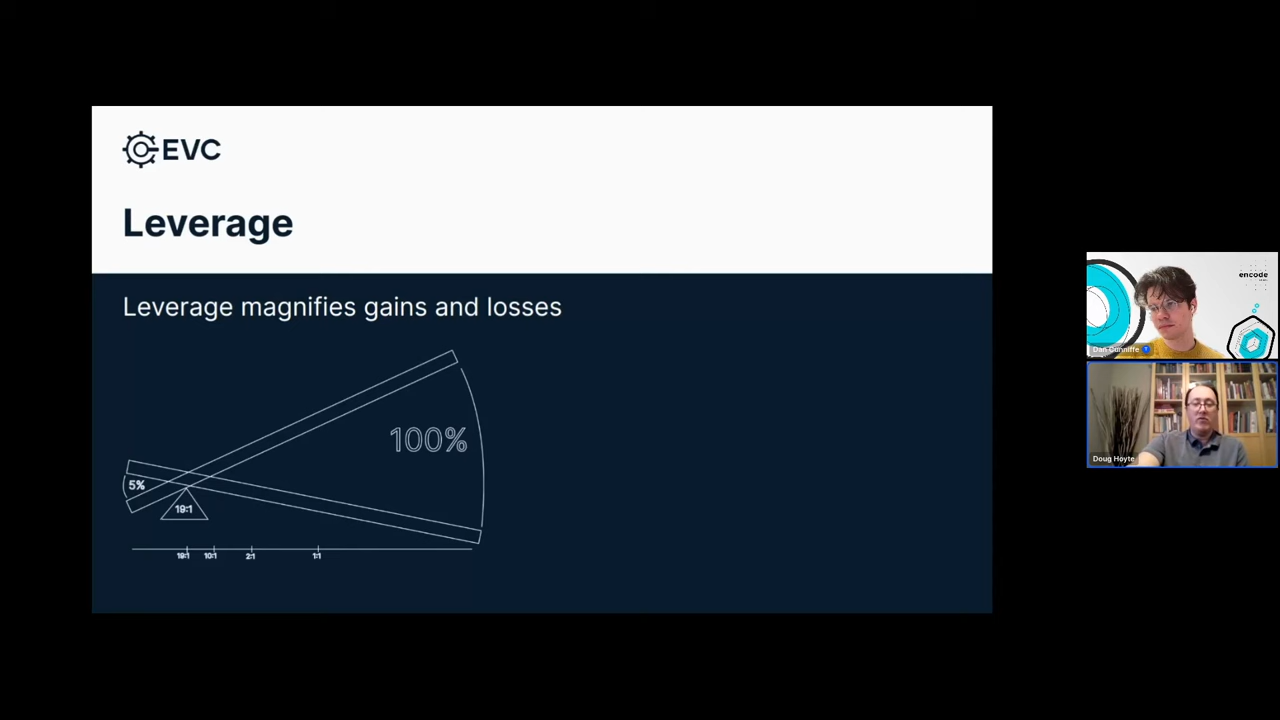 EVC
Leverage
Leverage magnifies gains and losses
100%
5%
19:1
19:1 10:1 2:1 1:1
encode
Dan Cunniffe
Doug Hoyte